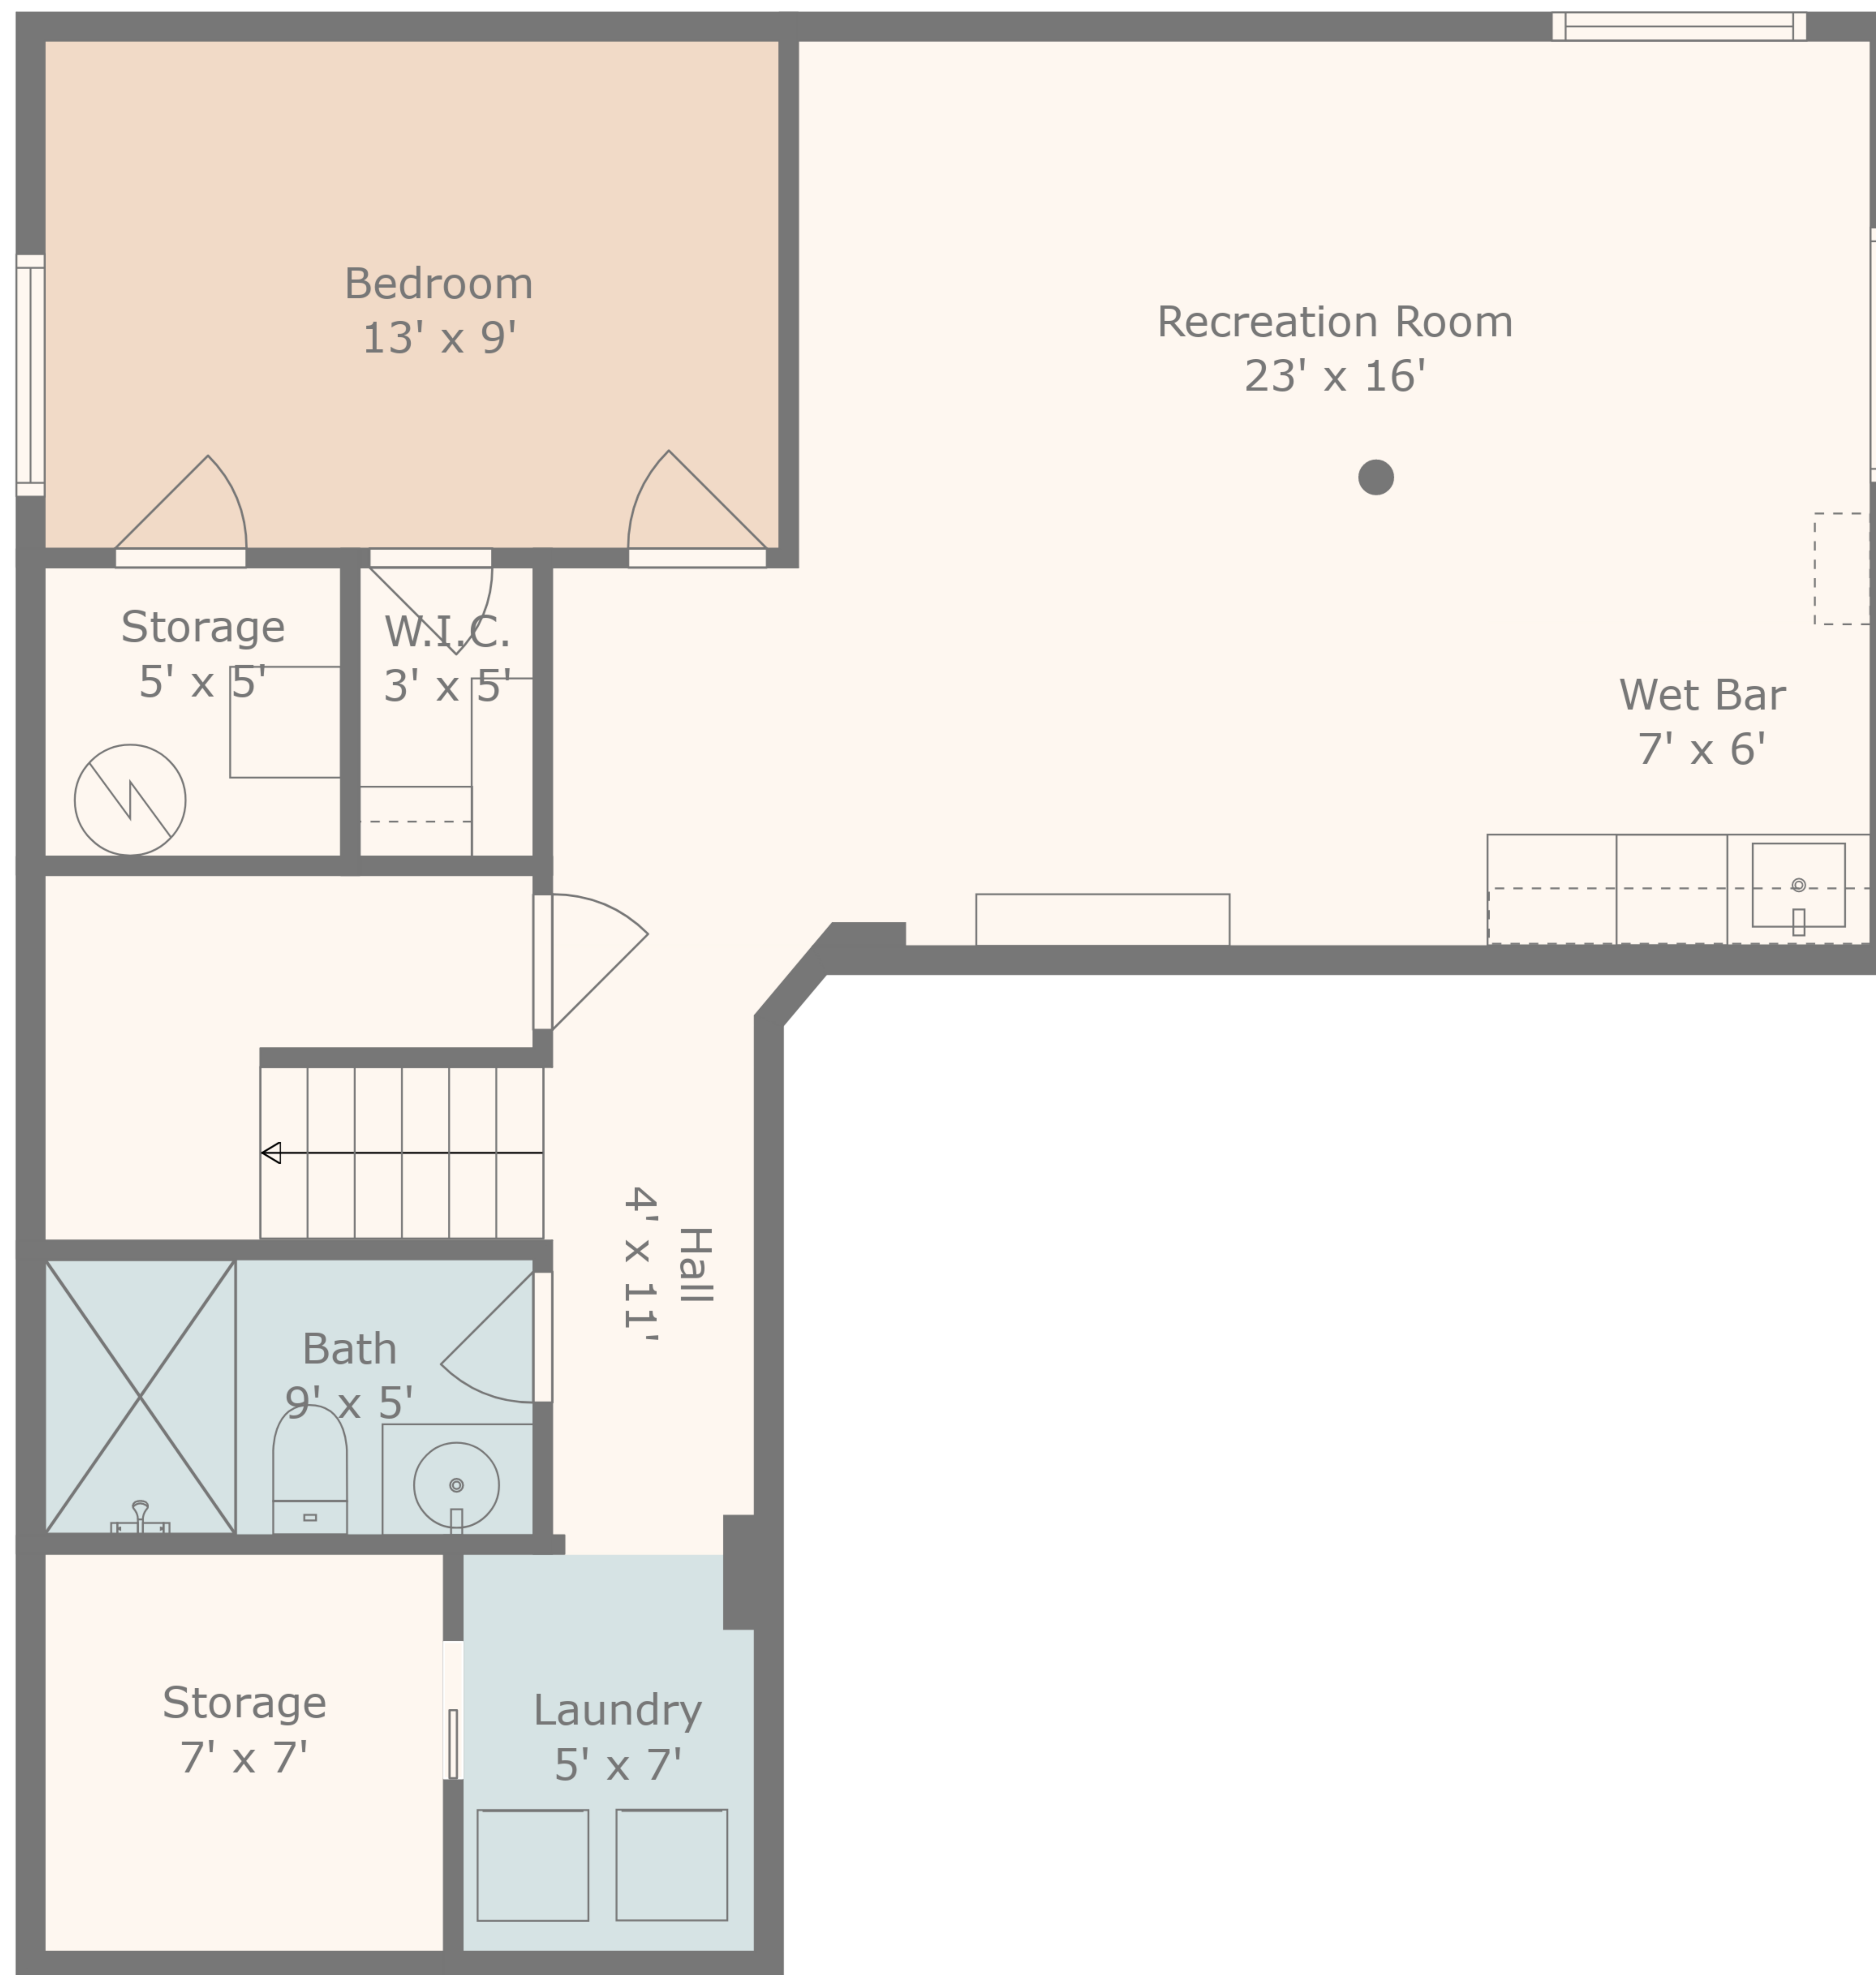 Bedroom
13' x 9'
Recreation Room
23' x 16'
Storage
5' x 5'
W.I.C.
3' x 5'
Wet Bar
7' x 6'
Hall
4' x 11'
Bath
9' x 5'
Storage
7' x 7'
Laundry
5' x 7'